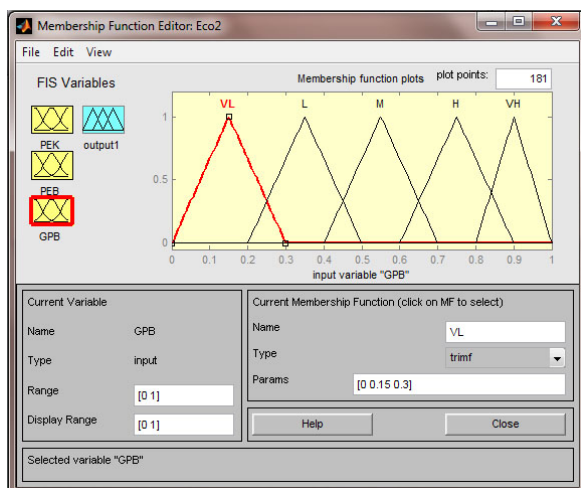 Membership Function Editor: Eco2
File Edit View
FIS Variables
PEK
output1
PEB
GPB
Membership function plots
plot points:
181
VL
L
M
H
VH
1
0.5
0
0 0.1 0.2 0.3 0.4 0.5 0.6 0.7 0.8 0.9 1
input variable "GPB"
Current Variable
Name GPB
Type input
Range [0 1]
Display Range [0 1]
Current Membership Function (click on MF to select)
Name VL
Type trimf
Params [0 0.15 0.3]
Help
Close
Selected variable "GPB"